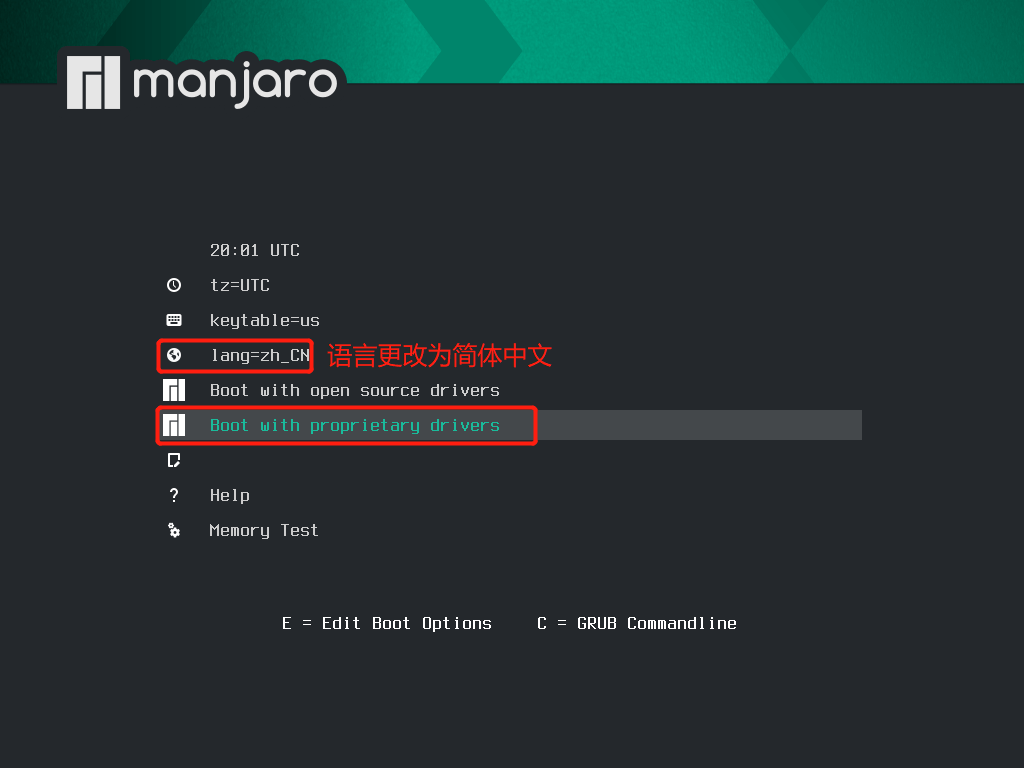 manjaro
20:01 UTC
tz=UTC
keytable=us
lang=zh_CN 语言更改为简体中文
Boot with open source drivers
Boot with proprietary drivers
? Help
Memory Test
E = Edit Boot Options C = GRUB Commandline